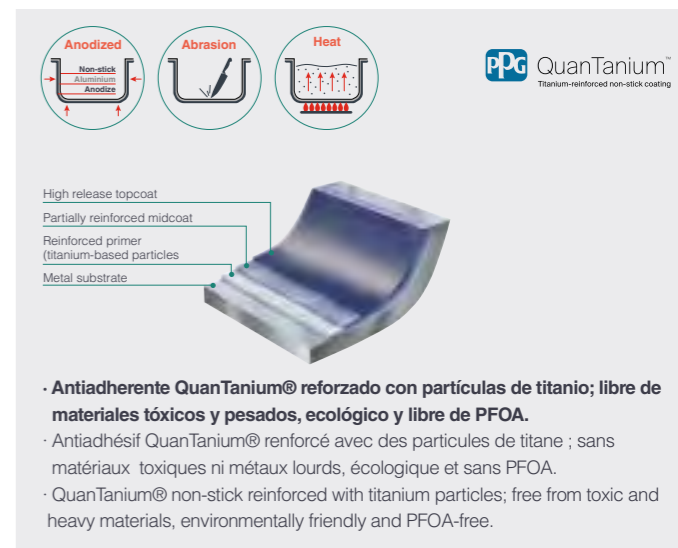 Anodized
Non-stick
Aluminium
Anodize
Abrasion
Heat
PPG QuanTanium™
Titanium-reinforced non-stick coating
High release topcoat
Partially reinforced midcoat
Reinforced primer
(titanium-based particles
Metal substrate
· Antiadherente QuanTanium® reforzado con partículas de titanio; libre de
materiales tóxicos y pesados, ecológico y libre de PFOA.
· Antiadhésif QuanTanium® renforcé avec des particules de titane ; sans
matériaux toxiques ni métaux lourds, écologique et sans PFOA.
· QuanTanium® non-stick reinforced with titanium particles; free from toxic and
heavy materials, environmentally friendly and PFOA-free.